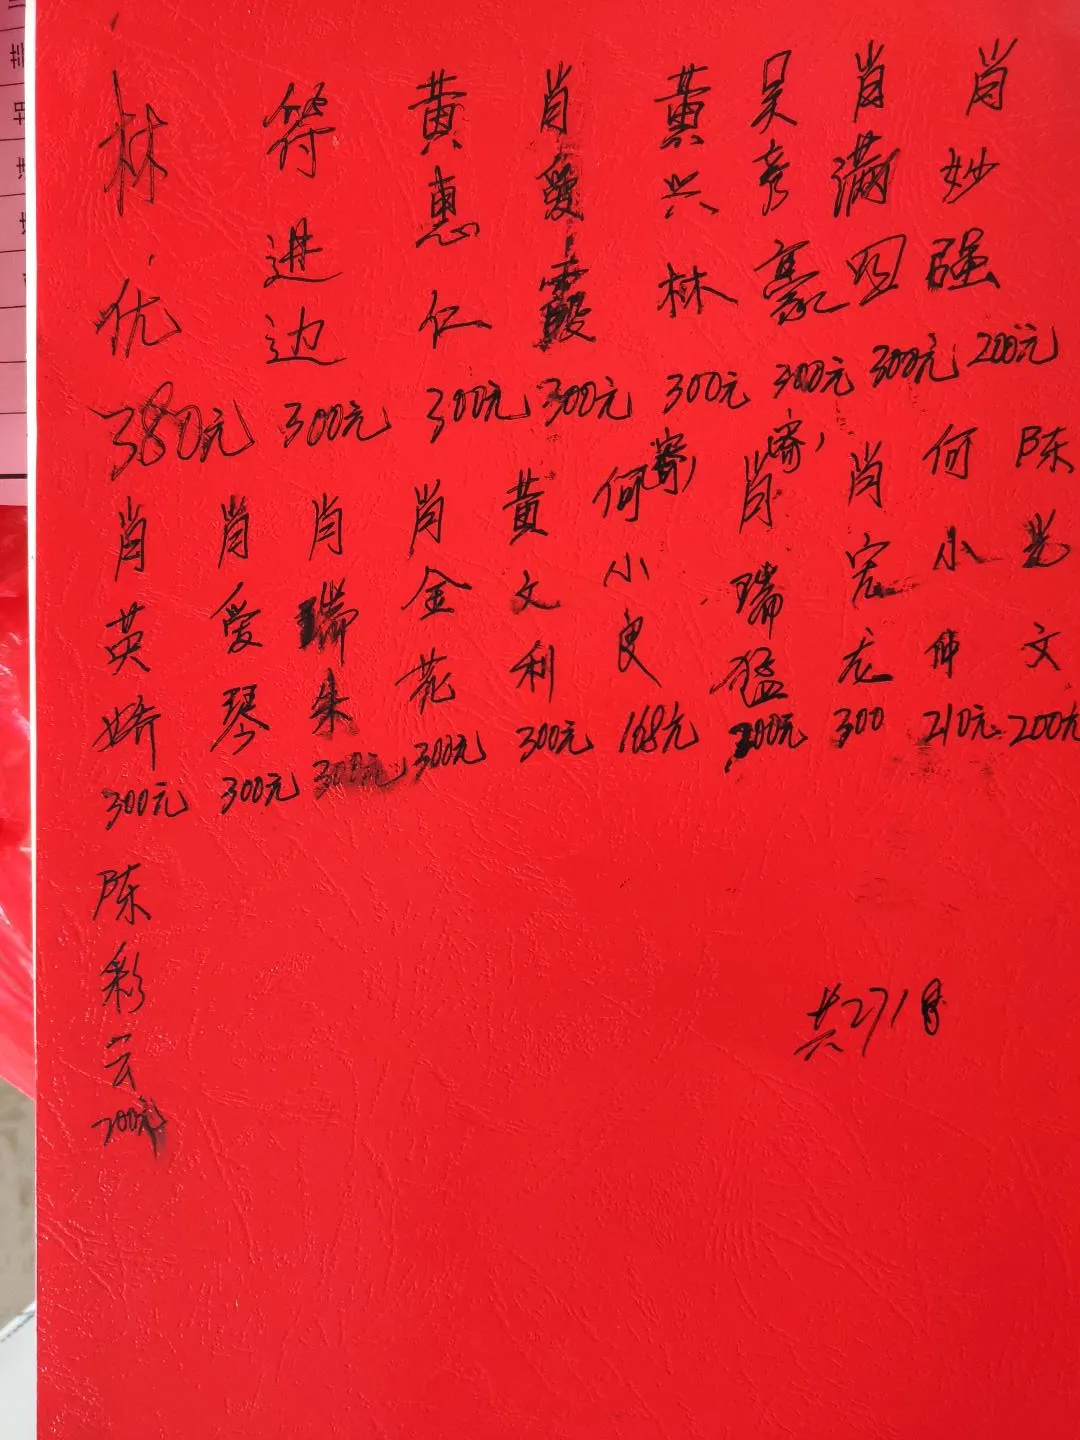 林优 380元
符进边 300元
黄惠仁 300元
肖爱霞 300元
黄兴林 300元
吴 豪 300元
肖满 300元
肖妙强 200元
肖英娇 300元
肖爱琴 300元
肖瑞朱 300元
肖金花 300元
黄文利 300元
何小良 168元
肖瑞猛 200元
肖宏龙 300
何小伸 210元
陈光文 200元
陈彩云 200元
共271